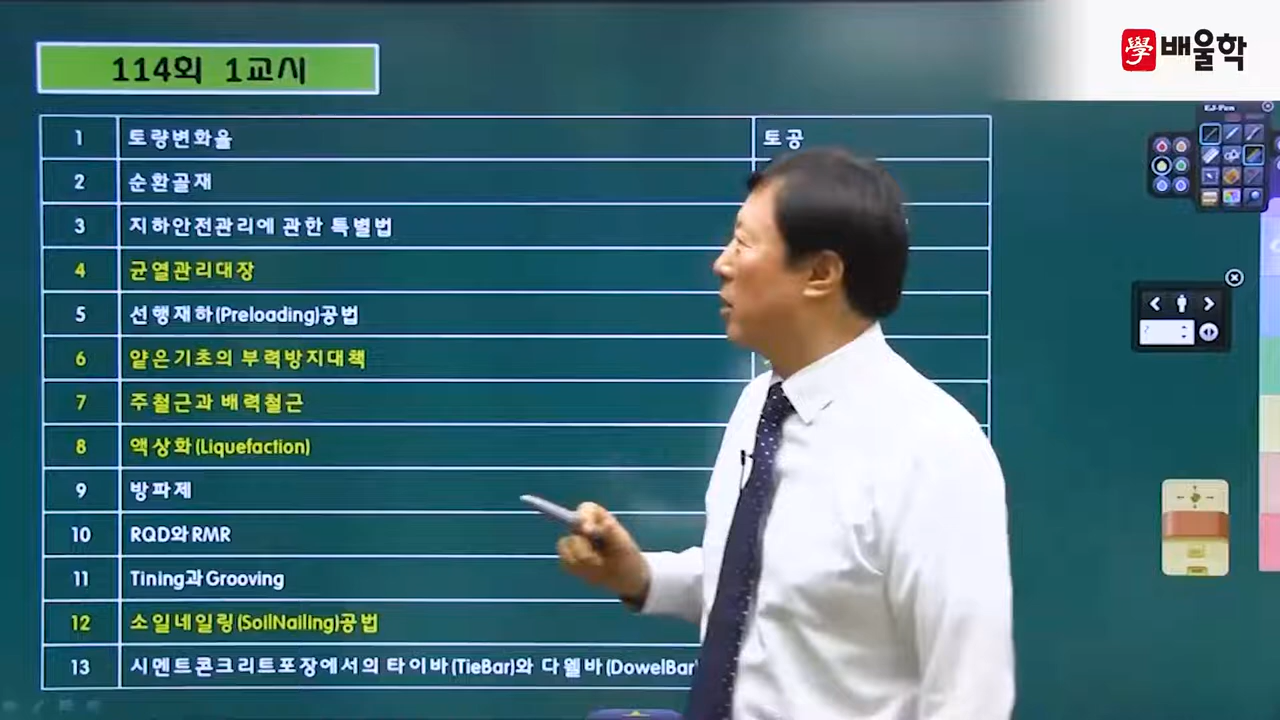 學 배울학
114회 1교시
EJ-Pen
1 토량변화율 토공
2 순환골재
3 지하안전관리에 관한 특별법
4 균열관리대장
5 선행재하(Preloading)공법
6 얕은기초의 부력방지대책
7 주철근과 배력철근
8 액상화(Liquefaction)
9 방파제
10 RQD와 RMR
11 Tining과 Grooving
12 소일네일링(SoilNailing)공법
13 시멘트콘크리트포장에서의 타이바(TieBar)와 다웰바(DowelBar)